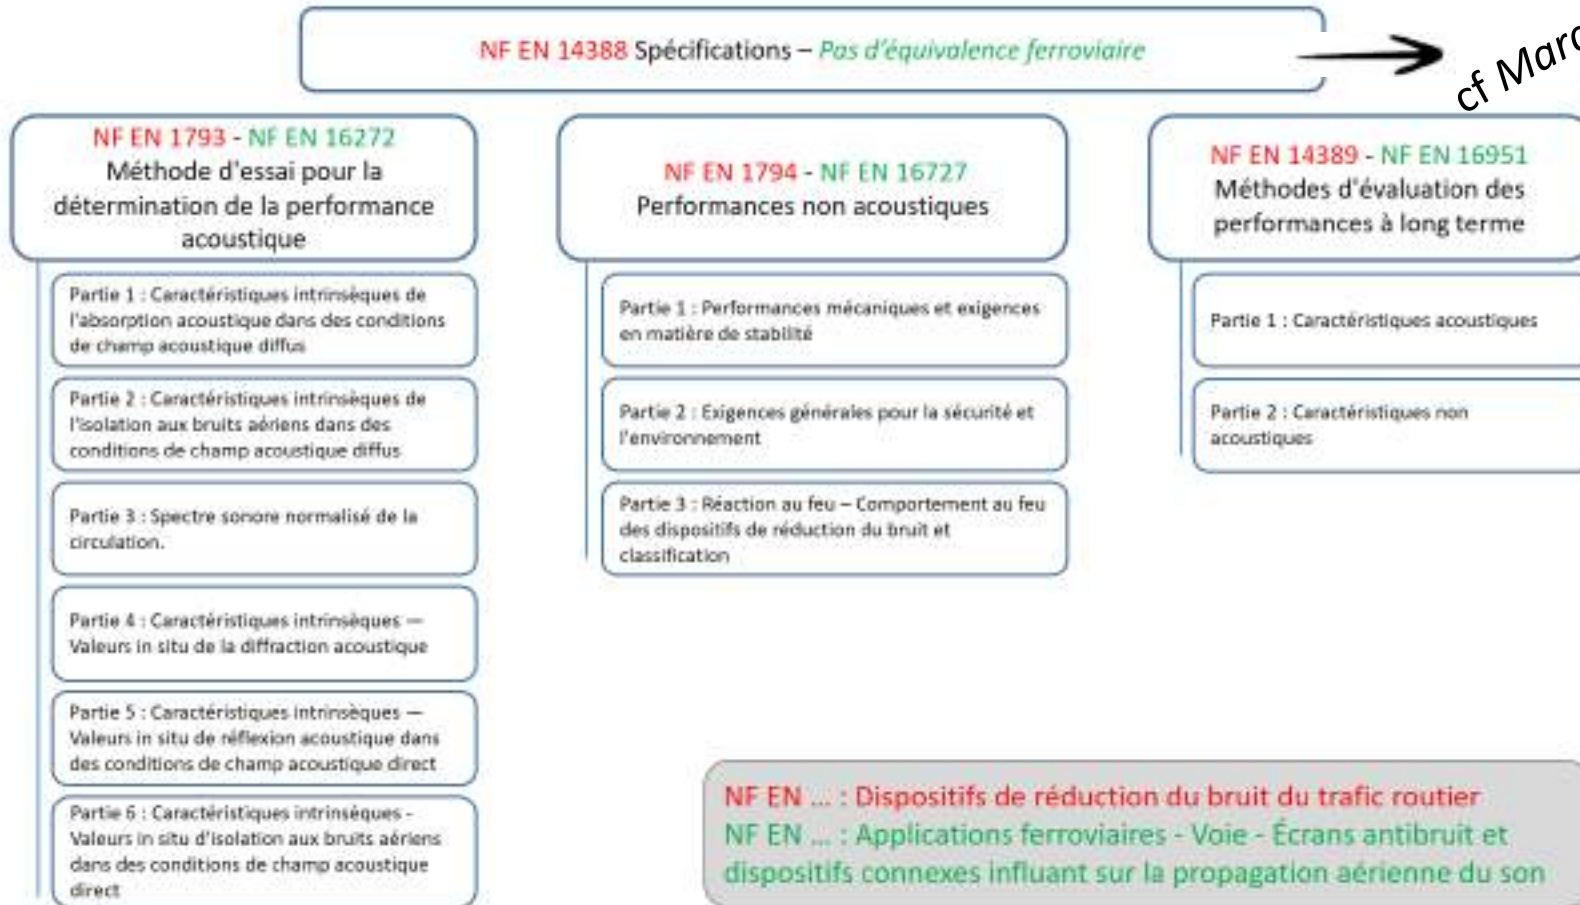 NF EN 14388 Spécifications – Pas d'équivalence ferroviaire
cf
NF EN 1793 - NF EN 16272
Méthode d'essai pour la
détermination de la performance
acoustique
Partie 1 : Caractéristiques intrinsèques de
l'absorption acoustique dans des conditions
de champ acoustique diffus
Partie 2 : Caractéristiques intrinsèques de
l'isolation aux bruits aériens dans des
conditions de champ acoustique diffus
Partie 3 : Spectre sonore normalisé de la
circulation.
Partie 4 : Caractéristiques intrinsèques —
Valeurs in situ de la diffraction acoustique
Partie 5 : Caractéristiques intrinsèques —
Valeurs in situ de réflexion acoustique dans
des conditions de champ acoustique direct
Partie 6 : Caractéristiques intrinsèques -
Valeurs in situ d'isolation aux bruits aériens
dans des conditions de champ acoustique
direct
NF EN 1794 - NF EN 16727
Performances non acoustiques
Partie 1 : Performances mécaniques et exigences
en matière de stabilité
Partie 2 : Exigences générales pour la sécurité et
l'environnement
Partie 3 : Réaction au feu – Comportement au feu
des dispositifs de réduction du bruit et
classification
NF EN 14389 - NF EN 16951
Méthodes d'évaluation des
performances à long terme
Partie 1 : Caractéristiques acoustiques
Partie 2 : Caractéristiques non
acoustiques
NF EN ... : Dispositifs de réduction du bruit du trafic routier
NF EN ... : Applications ferroviaires - Voie - Écrans antibruit et
dispositifs connexes influant sur la propagation aérienne du son